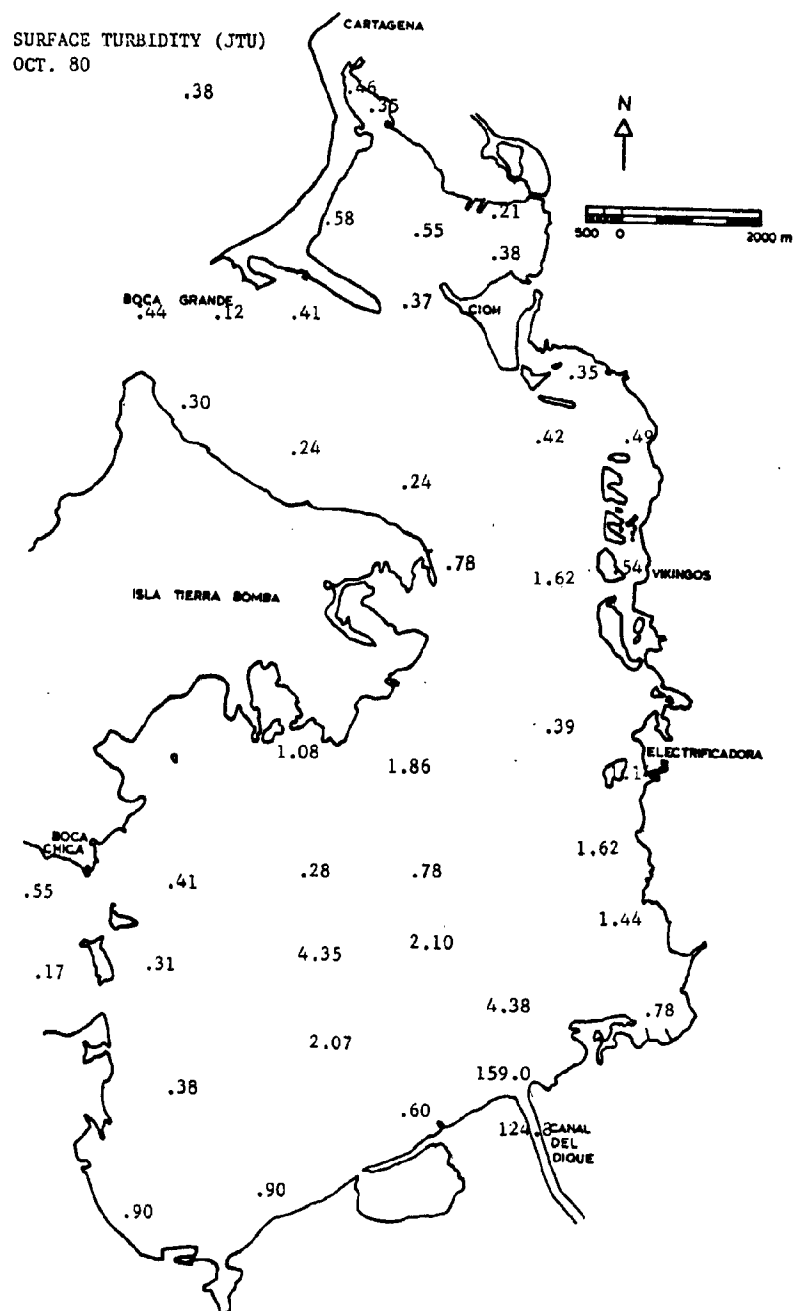 CARTAGENA
SURFACE TURBIDITY (JTU)
OCT. 80
.38
.46
.35
N
.58
.55
.21
.38
500 0 2000 m
BOCA GRANDE
.44
.12
.41
.37
CIOH
.35
.30
.24
.42
.49
.24
.78
1.62
.54
VIKINGOS
ISLA TIERRA BOMBA
.39
1.08
1.86
ELECTRIFICADORA
BOCA
CHICA
1.62
.55
.41
.28
.78
1.44
.17
.31
4.35
2.10
4.38
.78
2.07
.38
159.0
.60
CANAL
DEL
DIQUE
.90
.90